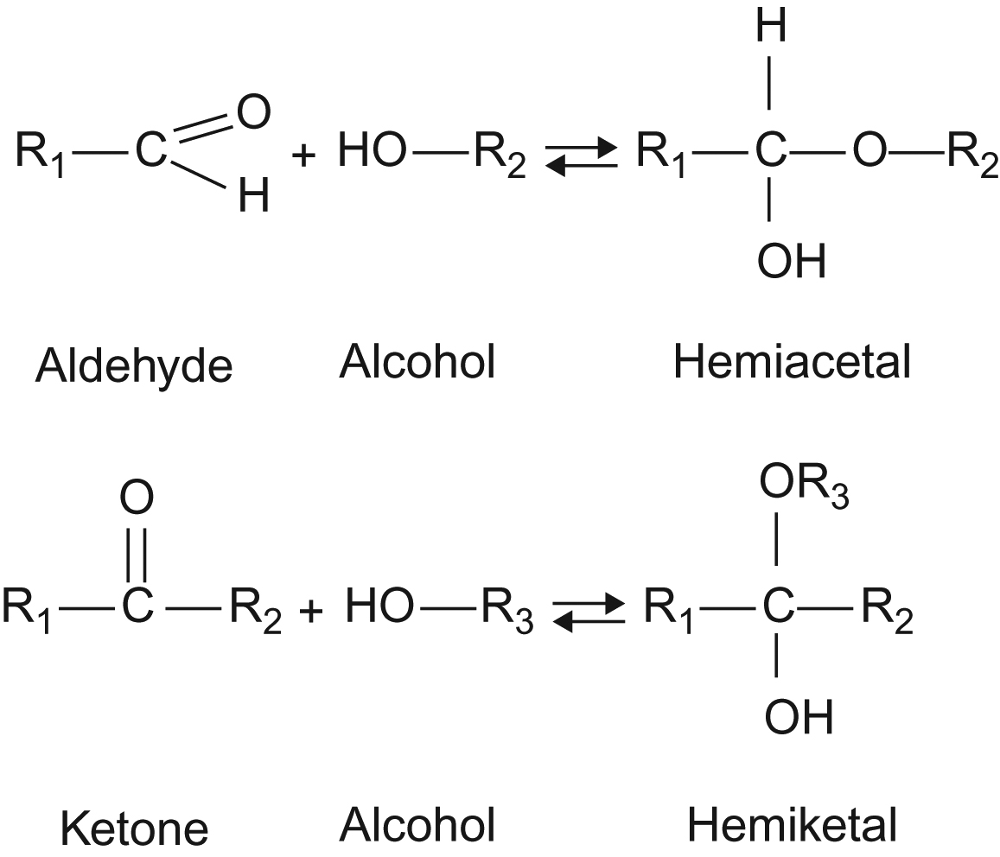 H
O
R1 C + HO R2 R1 C O R2
H
OH
Aldehyde Alcohol Hemiacetal
O OR3
R1 C R2 + HO R3 R1 C R2
OH
Ketone Alcohol Hemiketal